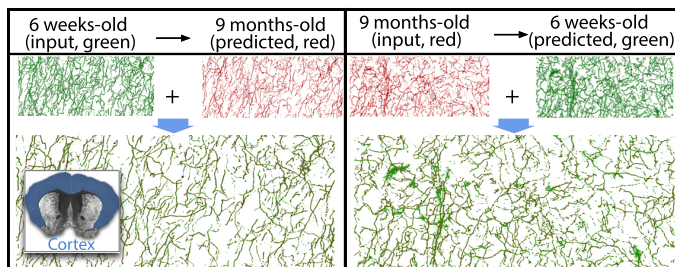 6 weeks-old → 9 months-old
(input, green) (predicted, red)
9 months-old → 6 weeks-old
(input, red) (predicted, green)
+
+
Cortex